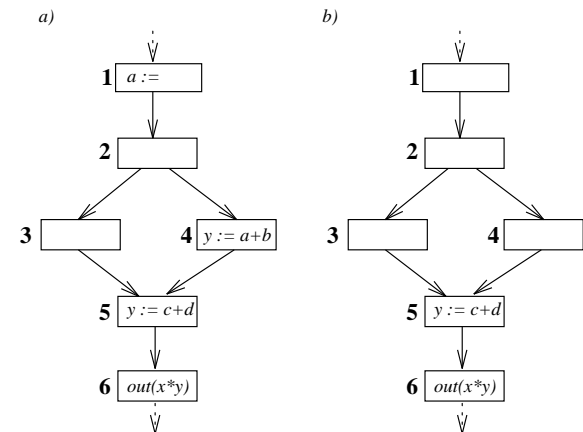 a)
b)
1 a :=
1
2
2
3
4 y := a+b
3
4
5 y := c+d
5 y := c+d
6 out(x*y)
6 out(x*y)